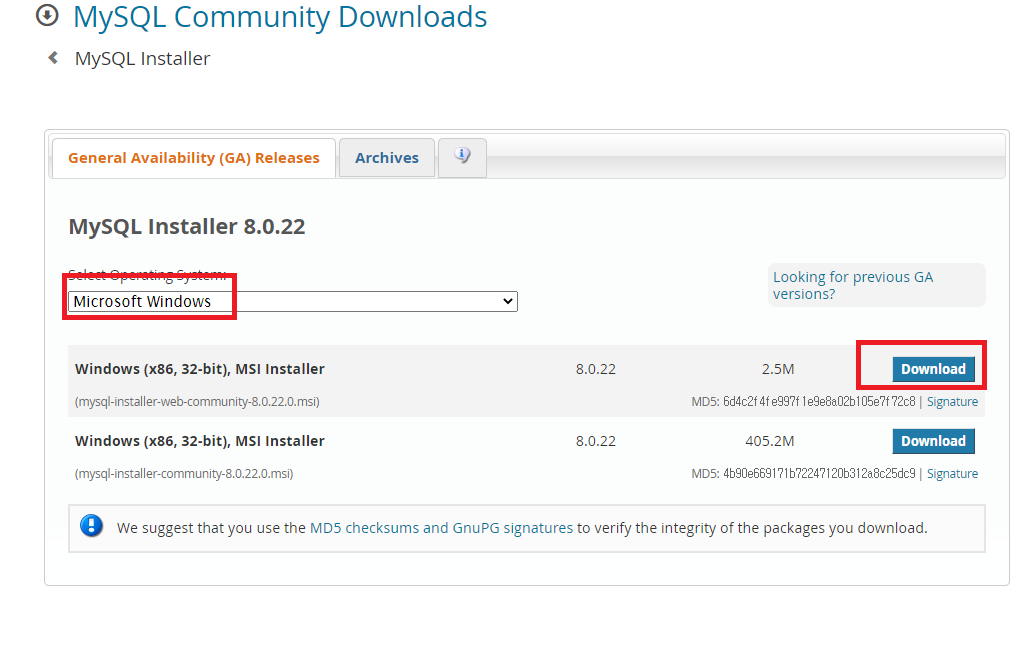 MySQL Community Downloads
MySQL Installer
General Availability (GA) Releases
Archives
MySQL Installer 8.0.22
Select Operating System:
Microsoft Windows
Looking for previous GA
versions?
Windows (x86, 32-bit), MSI Installer 8.0.22 2.5M Download
(mysql-installer-web-community-8.0.22.0.msi) MD5: 6d4c2f4fe997f1e9e8a02b105e7f72c8 | Signature
Windows (x86, 32-bit), MSI Installer 8.0.22 405.2M Download
(mysql-installer-community-8.0.22.0.msi) MD5: 4b90e669171b72247120b312a8c25dc9 | Signature
We suggest that you use the MD5 checksums and GnuPG signatures to verify the integrity of the packages you download.